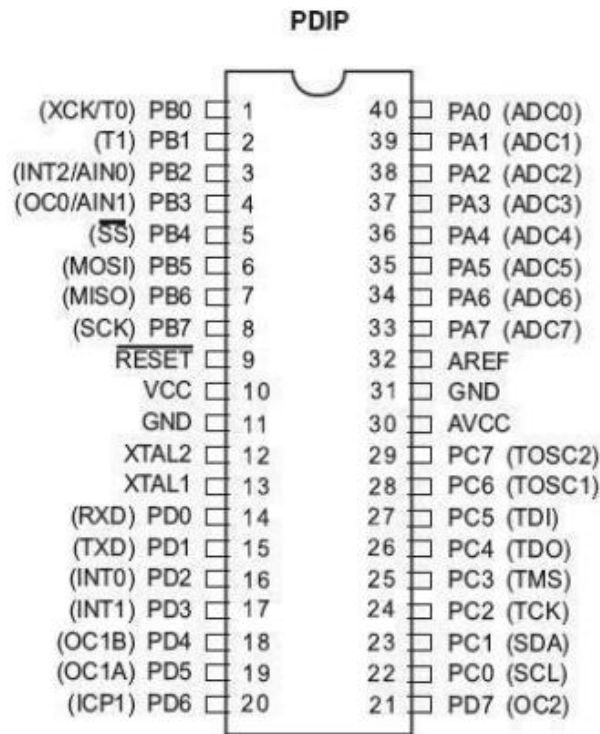 PDIP
(XCK/T0) PB0 1 40 PA0 (ADC0)
(T1) PB1 2 39 PA1 (ADC1)
(INT2/AIN0) PB2 3 38 PA2 (ADC2)
(OC0/AIN1) PB3 4 37 PA3 (ADC3)
(SS) PB4 5 36 PA4 (ADC4)
(MOSI) PB5 6 35 PA5 (ADC5)
(MISO) PB6 7 34 PA6 (ADC6)
(SCK) PB7 8 33 PA7 (ADC7)
RESET 9 32 AREF
VCC 10 31 GND
GND 11 30 AVCC
XTAL2 12 29 PC7 (TOSC2)
XTAL1 13 28 PC6 (TOSC1)
(RXD) PD0 14 27 PC5 (TDI)
(TXD) PD1 15 26 PC4 (TDO)
(INT0) PD2 16 25 PC3 (TMS)
(INT1) PD3 17 24 PC2 (TCK)
(OC1B) PD4 18 23 PC1 (SDA)
(OC1A) PD5 19 22 PC0 (SCL)
(ICP1) PD6 20 21 PD7 (OC2)